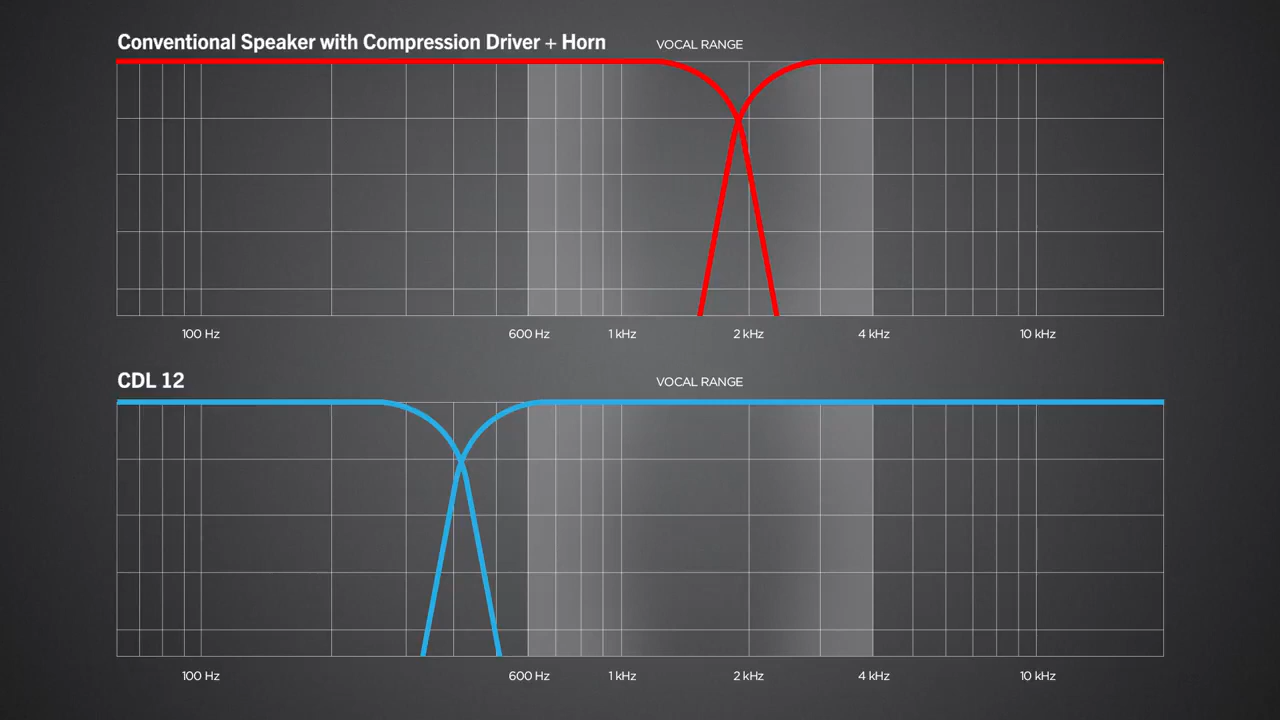 Conventional Speaker with Compression Driver + Horn
VOCAL RANGE
100 Hz 600 Hz 1 kHz 2 kHz 4 kHz 10 kHz
CDL 12
VOCAL RANGE
100 Hz 600 Hz 1 kHz 2 kHz 4 kHz 10 kHz